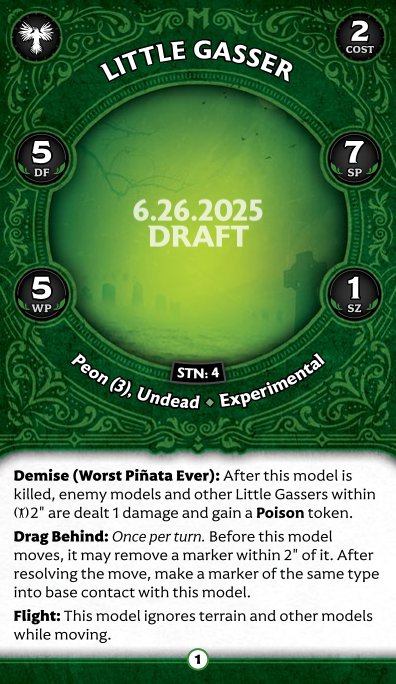 M
2
COST
LITTLE GASSER
5
DF
7
SP
6.26.2025
DRAFT
5
WP
1
SZ
STN: 4
Peon (3), Undead ◆ Experimental
Demise (Worst Piñata Ever): After this model is
killed, enemy models and other Little Gassers within
2" are dealt 1 damage and gain a Poison token.
Drag Behind: Once per turn. Before this model
moves, it may remove a marker within 2" of it. After
resolving the move, make a marker of the same type
into base contact with this model.
Flight: This model ignores terrain and other models
while moving.
1